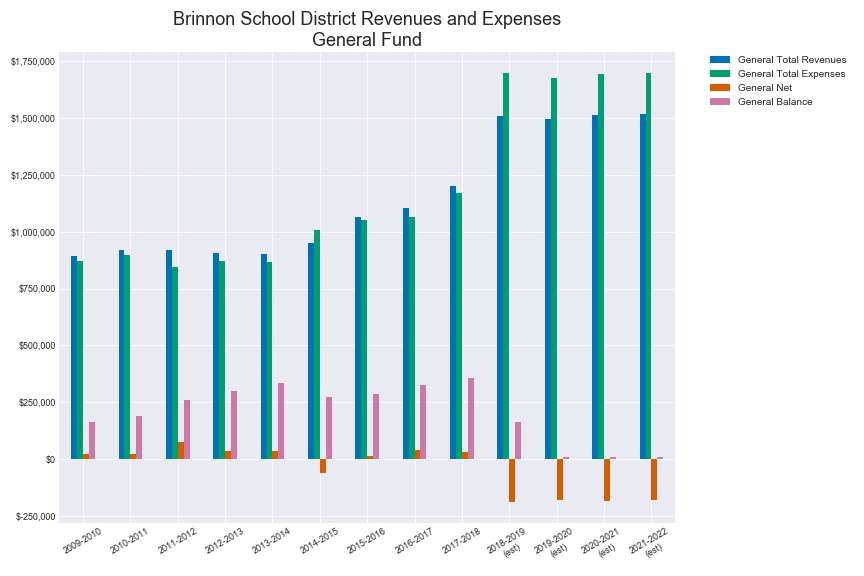 Brinnon School District Revenues and Expenses
General Fund
General Total Revenues
General Total Expenses
General Net
General Balance
$1,750,000
$1,500,000
$1,250,000
$1,000,000
$750,000
$500,000
$250,000
$0
$-250,000
2009-2010
2010-2011
2011-2012
2012-2013
2013-2014
2014-2015
2015-2016
2016-2017
2017-2018
2018-2019
(est)
2019-2020
(est)
2020-2021
(est)
2021-2022
(est)